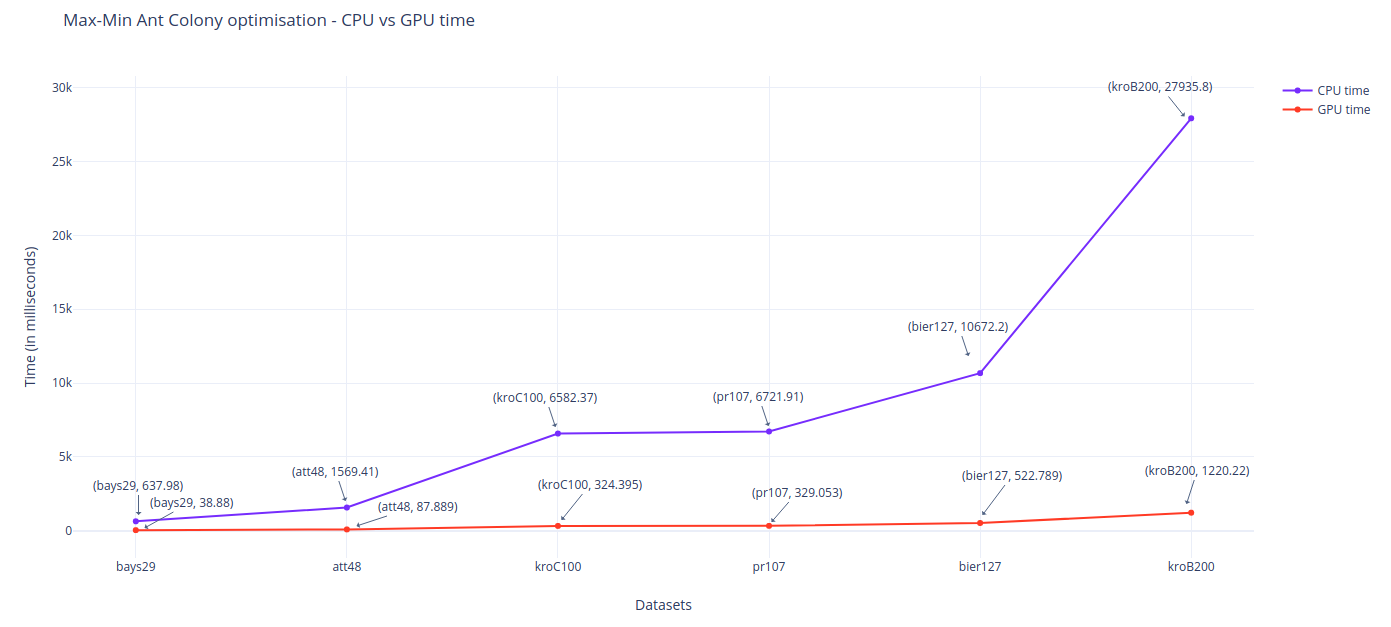 Max-Min Ant Colony optimisation - CPU vs GPU time
CPU time
GPU time
Time (In milliseconds)
30k
25k
20k
15k
10k
5k
0
(kroB200, 27935.8)
(bier127, 10672.2)
(kroC100, 6582.37)
(pr107, 6721.91)
(att48, 1569.41)
(bays29, 637.98)
(bays29, 38.88)
(att48, 87.889)
(kroC100, 324.395)
(pr107, 329.053)
(bier127, 522.789)
(kroB200, 1220.22)
bays29
att48
kroC100
pr107
bier127
kroB200
Datasets